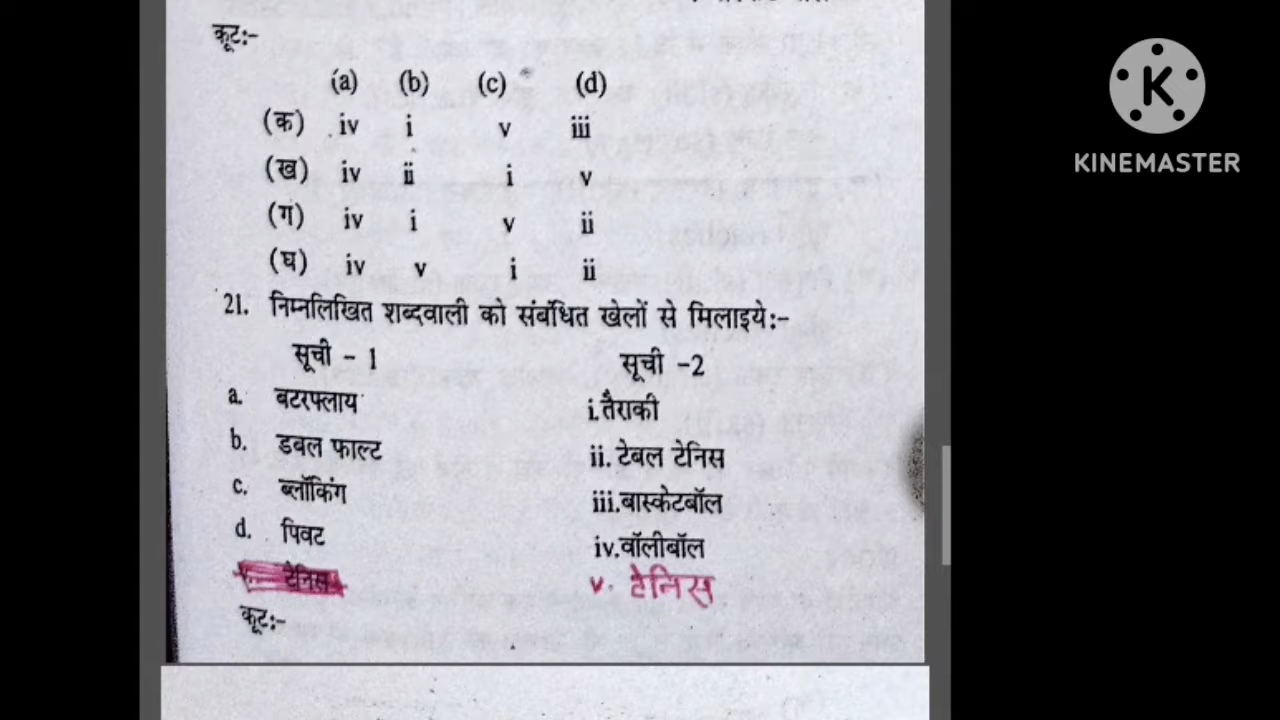 कूटः-
(a) (b) (c) (d)
(क) iv i v iii
(ख) iv ii i v
(ग) iv i v ii
(घ) iv v i ii
21. निम्नलिखित शब्दवाली को संबंधित खेलों से मिलाइये:-
सूची - 1 सूची -2
a. बटरफ्लाय i.तैराकी
b. डबल फाल्ट ii. टेबल टेनिस
c. ब्लॉकिंग iii.बास्केटबॉल
d. पिवट iv.वॉलीबॉल
टेनिस v. टेनिस
कूटः-
K
KINEMASTER